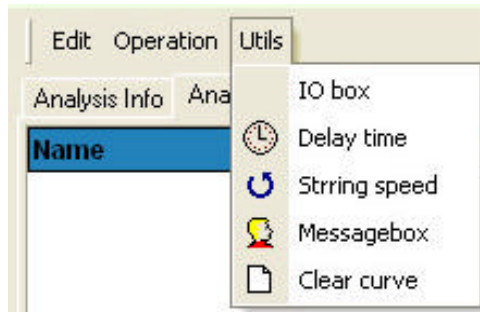 Edit Operation Utils
Analysis Info Ana
Name
IO box
Delay time
Strring speed
Messagebox
Clear curve